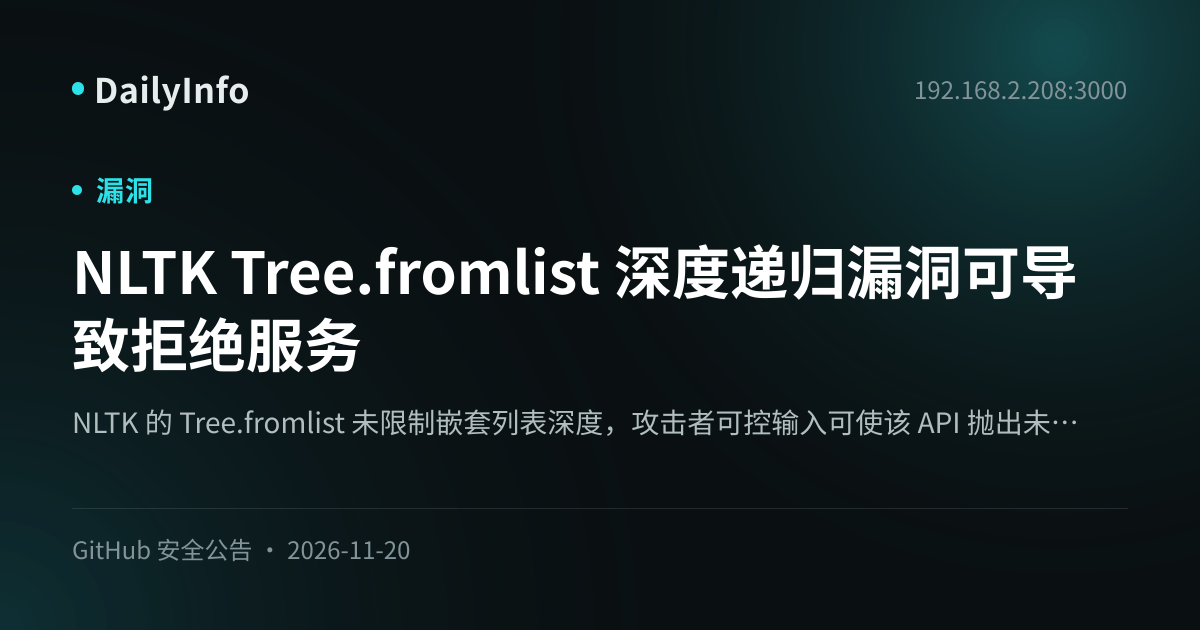 DailyInfo
192.168.2.208:3000
漏洞
NLTK Tree.fromlist 深度递归漏洞可导
致拒绝服务
NLTK 的 Tree.fromlist 未限制嵌套列表深度，攻击者可控输入可使该 API 抛出未…
GitHub 安全公告 · 2026-11-20